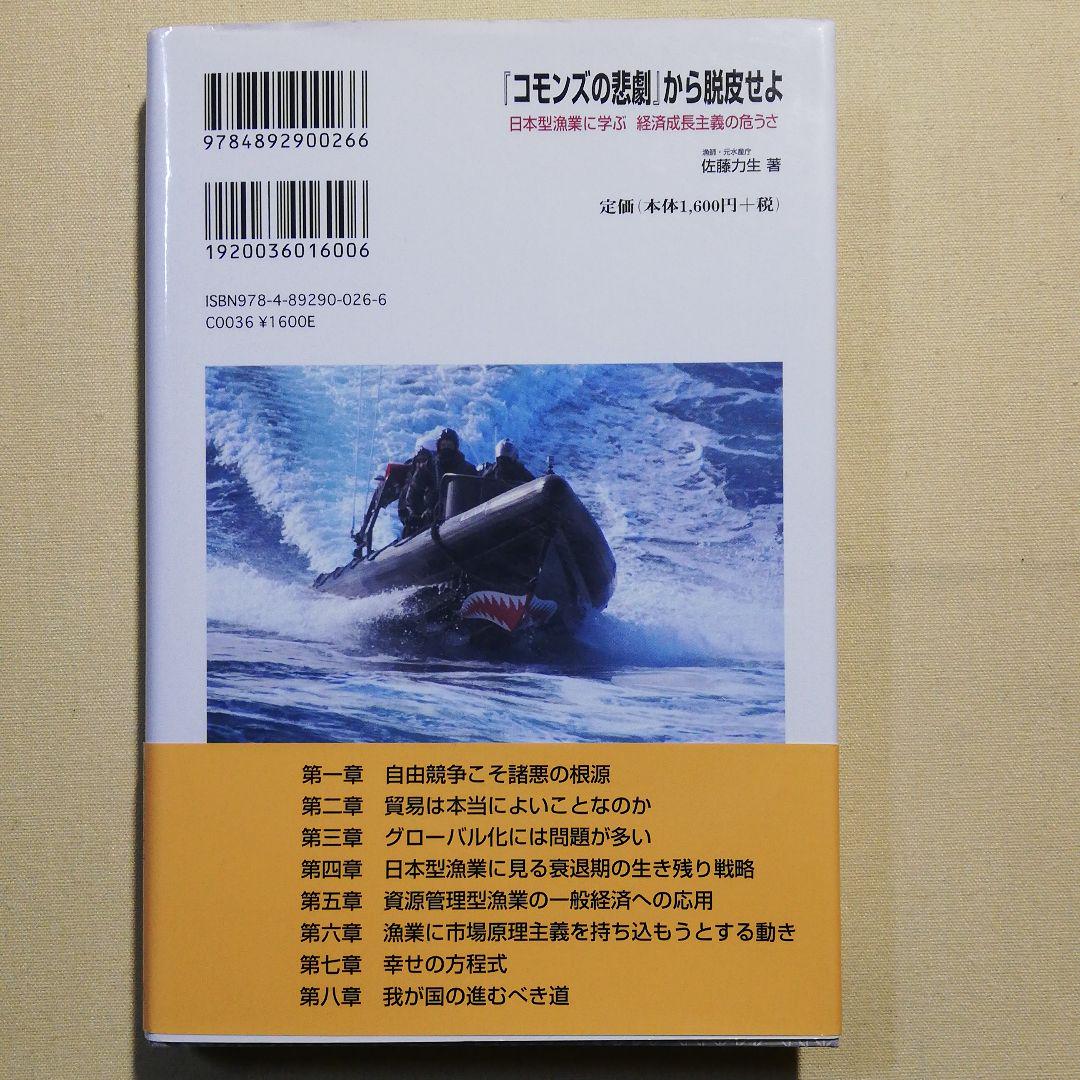 9784892900266
1920036016006
ISBN978-4-89290-026-6
C0036 ¥1600E
『コモンズの悲劇』から脱皮せよ
日本型漁業に学ぶ 経済成長主義の危うさ
漁師・元水産庁
佐藤力生 著
定価(本体1,600円+税)
第一章 自由競争こそ諸悪の根源
第二章 貿易は本当によいことなのか
第三章 グローバル化には問題が多い
第四章 日本型漁業に見る衰退期の生き残り戦略
第五章 資源管理型漁業の一般経済への応用
第六章 漁業に市場原理主義を持ち込もうとする動き
第七章 幸せの方程式
第八章 我が国の進むべき道